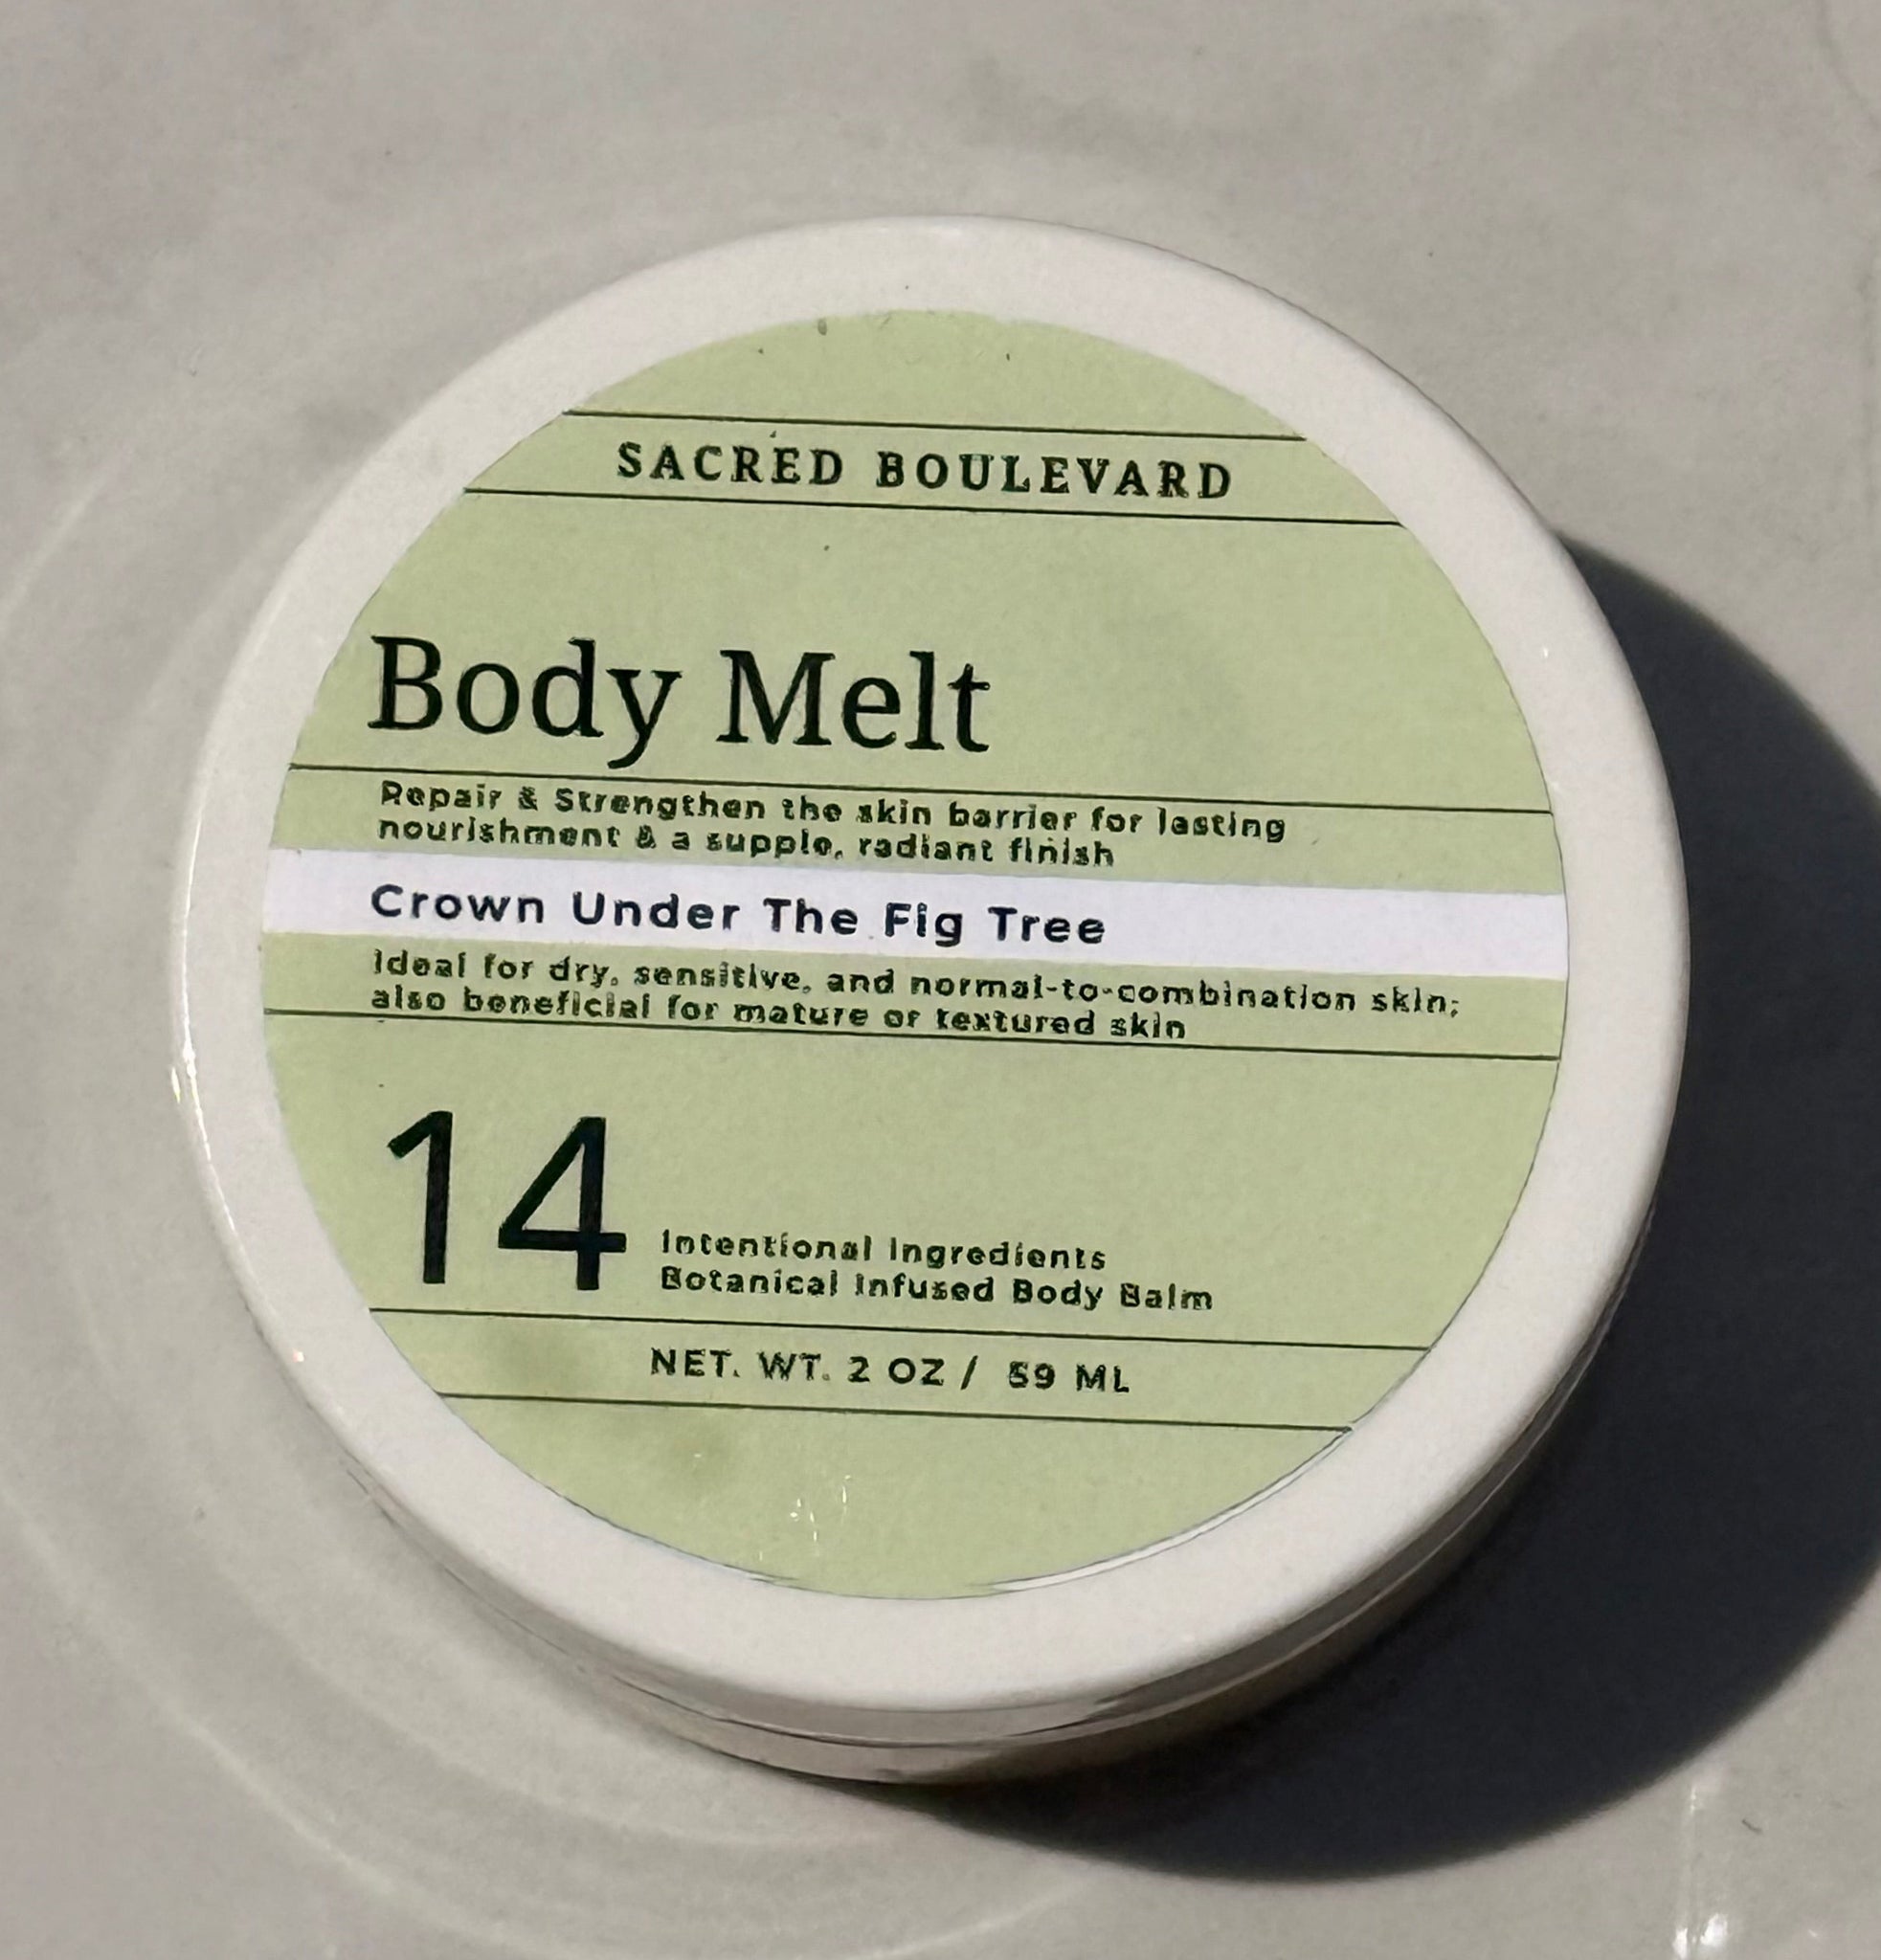 SACRED BOULEVARD
Body Melt
Repair & Strengthen the skin barrier for lasting
nourishment & a supple, radiant finish
Crown Under The Fig Tree
Ideal for dry, sensitive, and normal-to-combination skin;
also beneficial for mature or textured skin
14
Intentional Ingredients
Botanical Infused Body Balm
NET. WT. 2 OZ / 59 ML